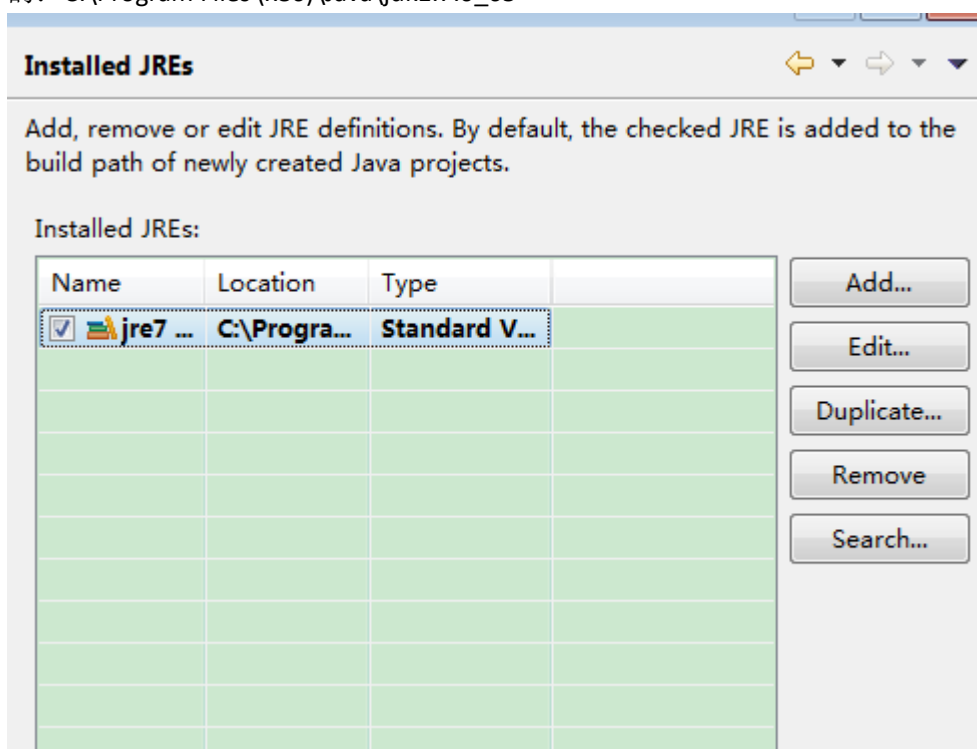 Installed JREs
Add, remove or edit JRE definitions. By default, the checked JRE is added to the
build path of newly created Java projects.
Installed JREs:
Name Location Type
jre7 ... C:\Progra... Standard V...
Add...
Edit...
Duplicate...
Remove
Search...